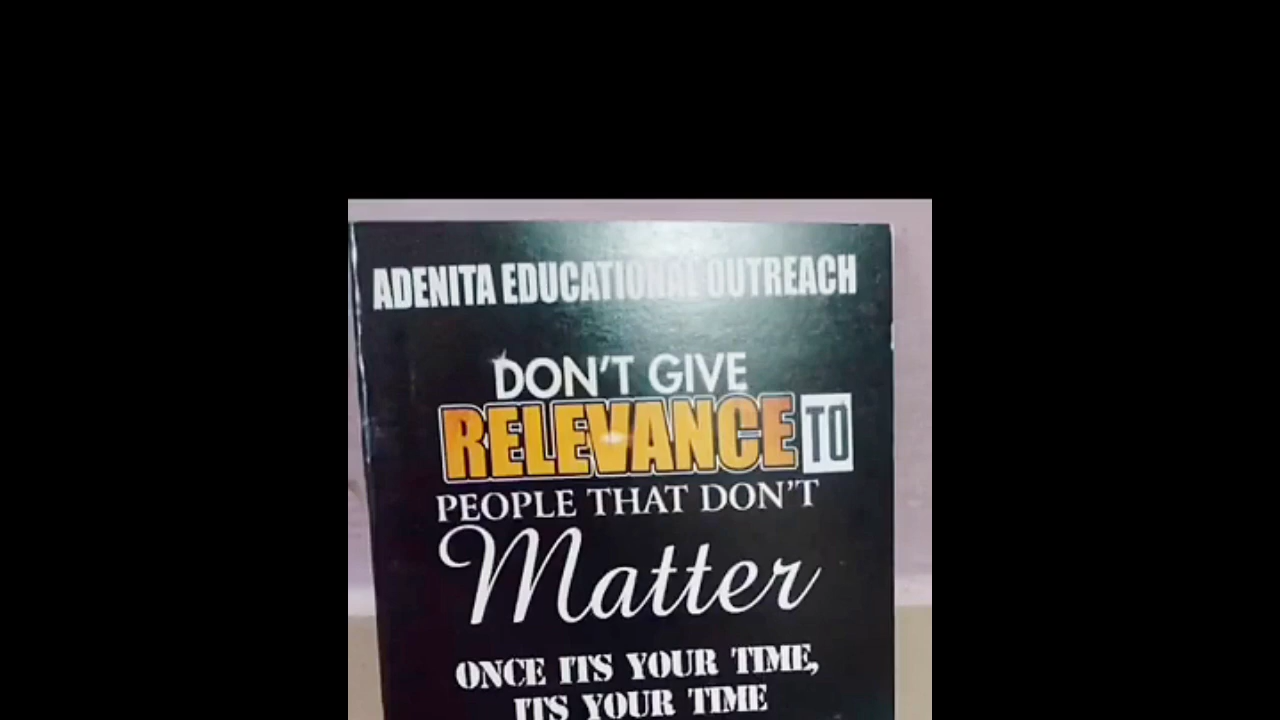 ADENITA EDUCATIONAL OUTREACH
DON'T GIVE
RELEVANCE TO
PEOPLE THAT DON'T
Matter
ONCE ITS YOUR TIME,
ITS YOUR TIME